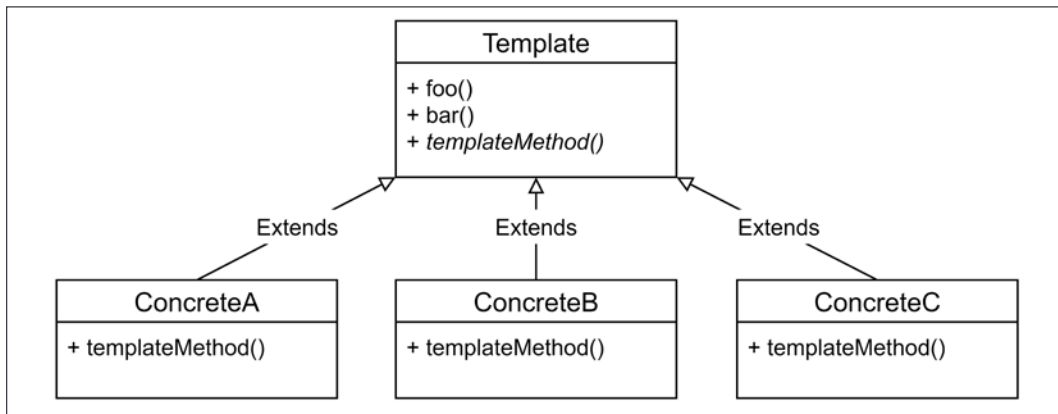 Template
+ foo()
+ bar()
+ templateMethod()
Extends
Extends
Extends
ConcreteA
+ templateMethod()
ConcreteB
+ templateMethod()
ConcreteC
+ templateMethod()